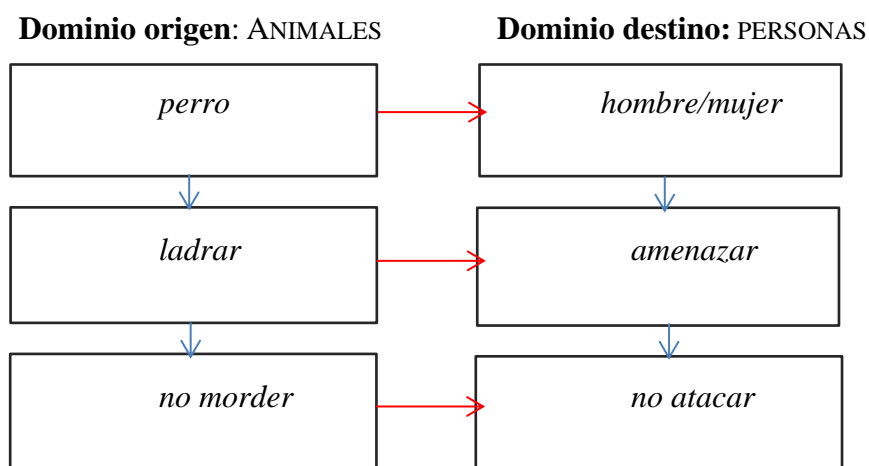 Dominio origen: ANIMALES Dominio destino: PERSONAS
perro hombre/mujer
ladrar amenazar
no morder no atacar